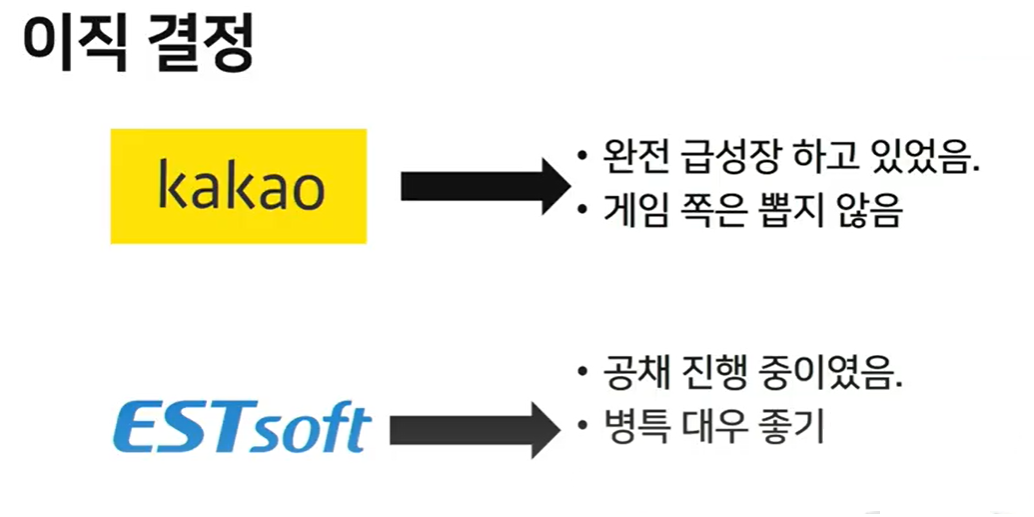 이직 결정
kakao
• 완전 급성장 하고 있었음.
• 게임 쪽은 뽑지 않음
ESTsoft
• 공채 진행 중이였음.
• 병특 대우 좋기